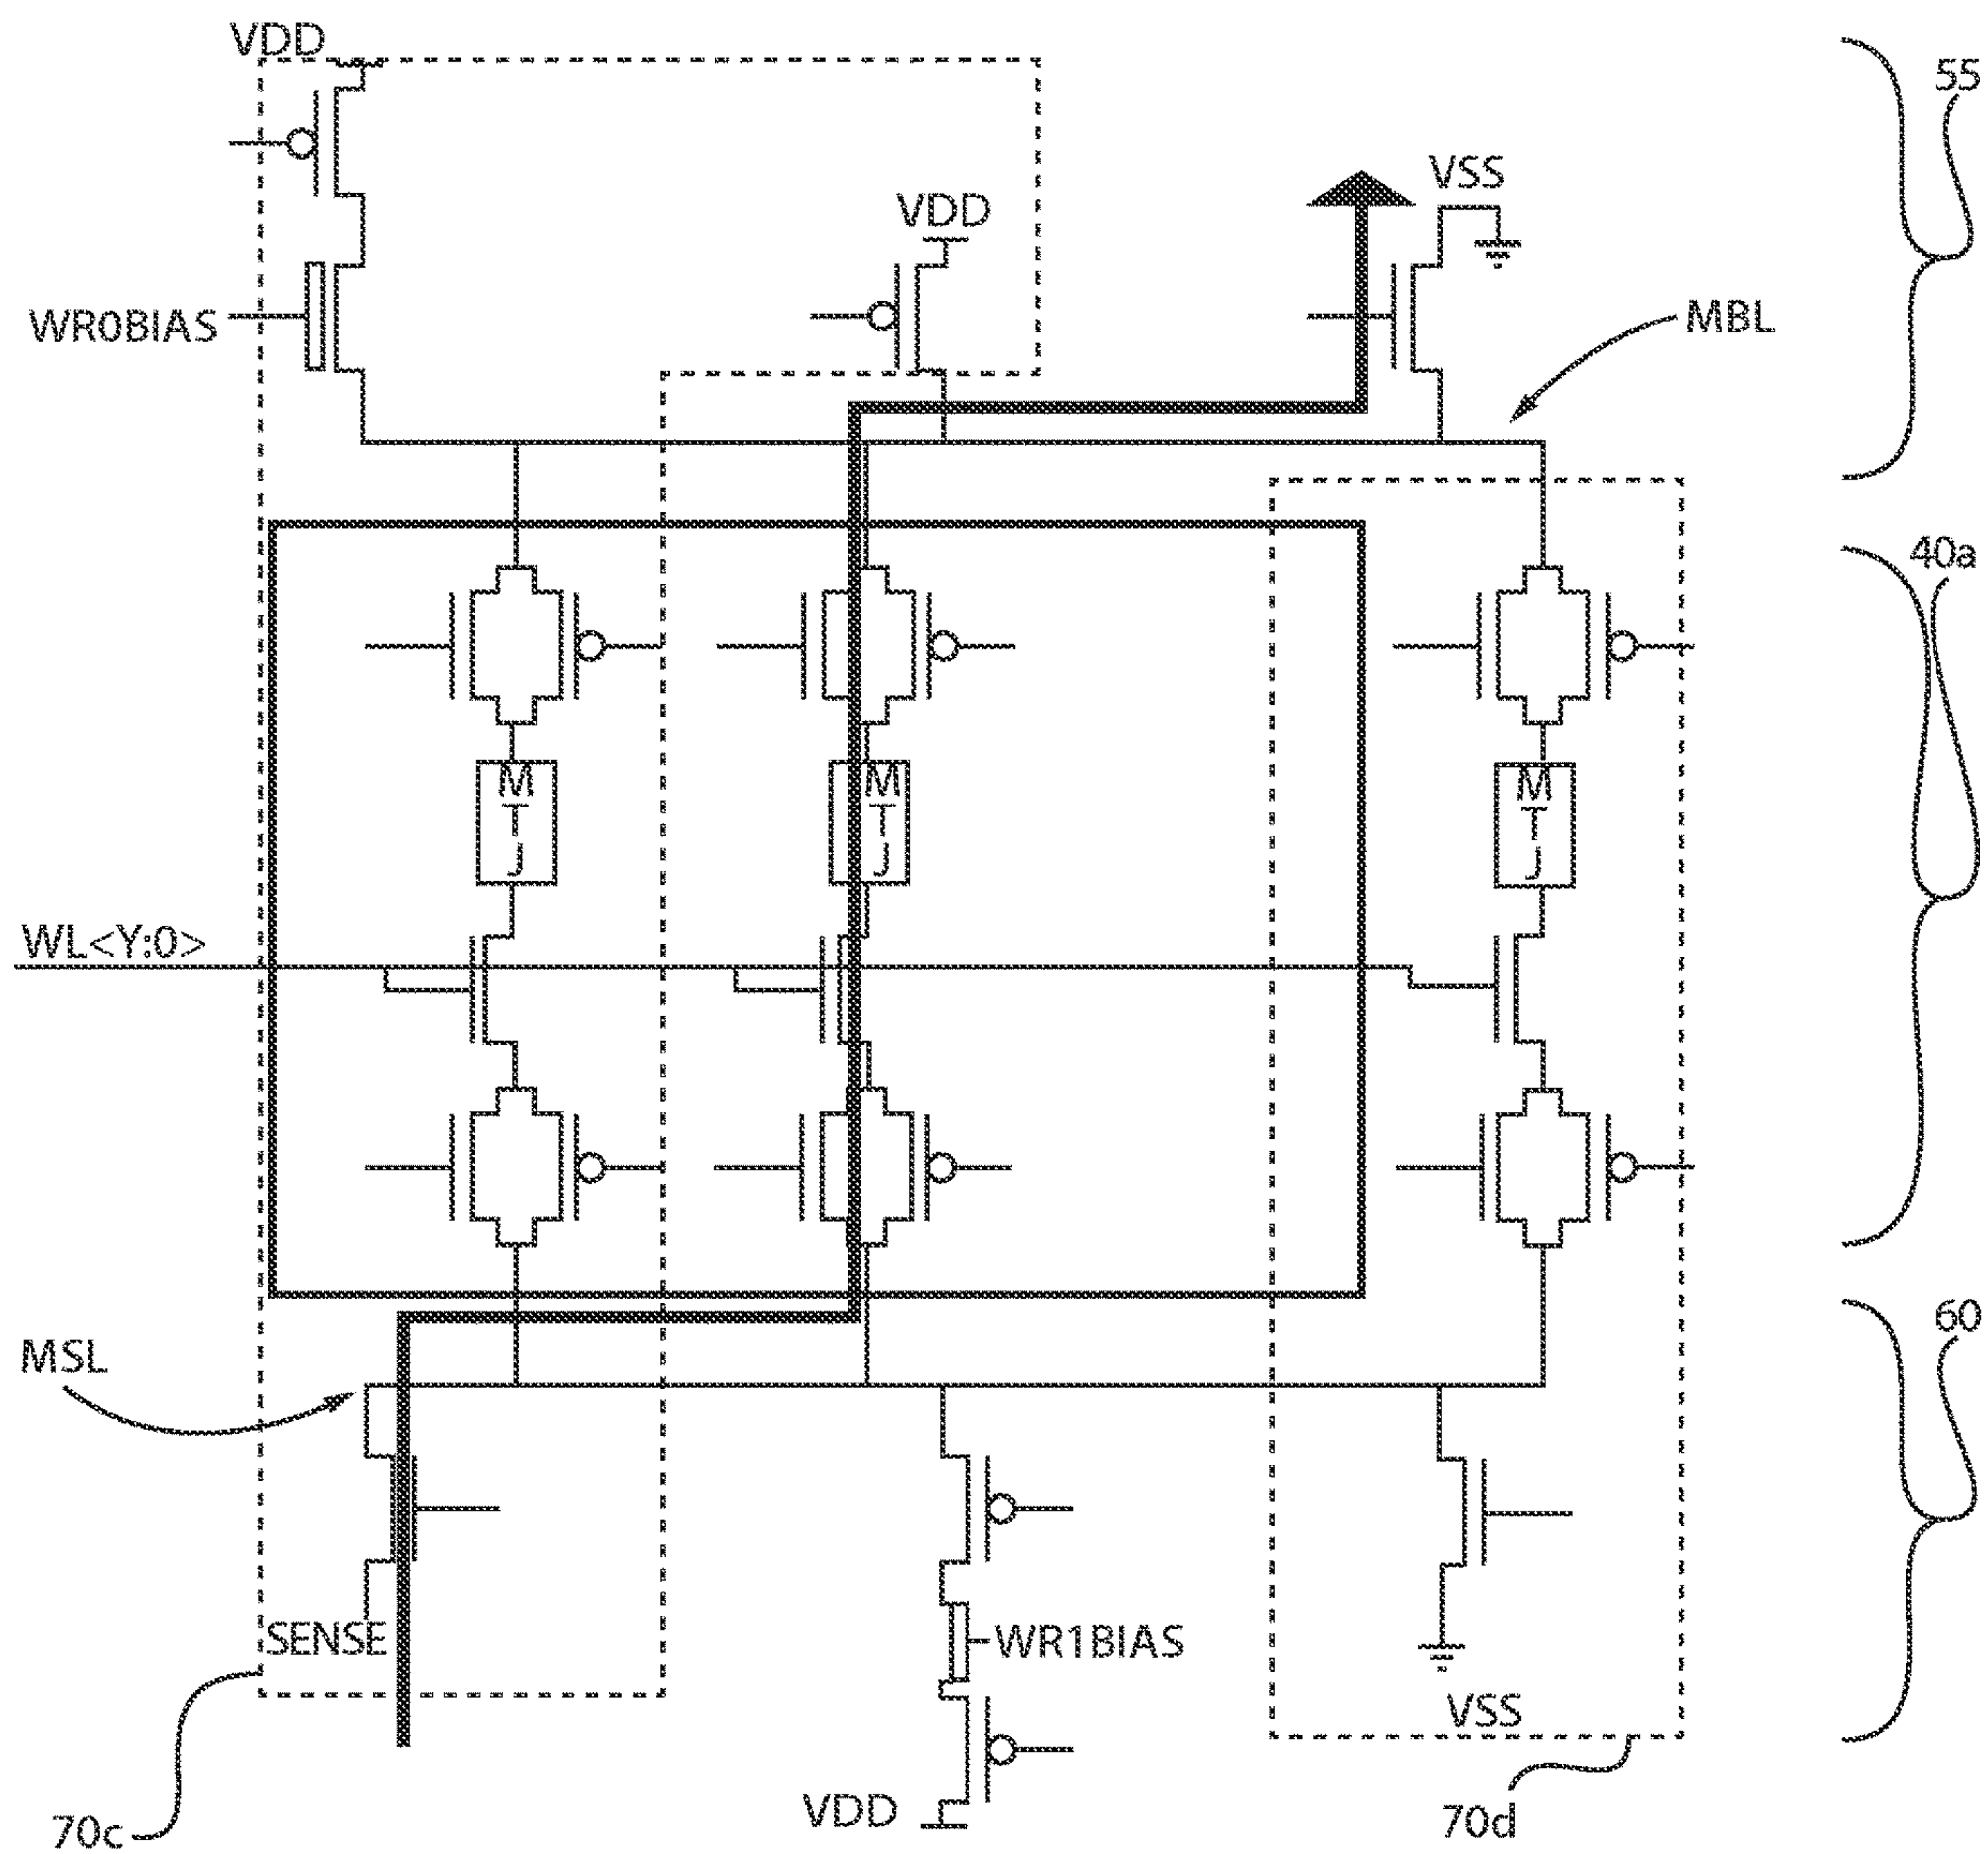 VDD
55
VSS
VDD
WR0BIAS
MBL
40a
M
T
J
M
T
J
M
T
J
WL<Y:0>
60
MSL
SENSE
WR1BIAS
VSS
VDD
70c
70d